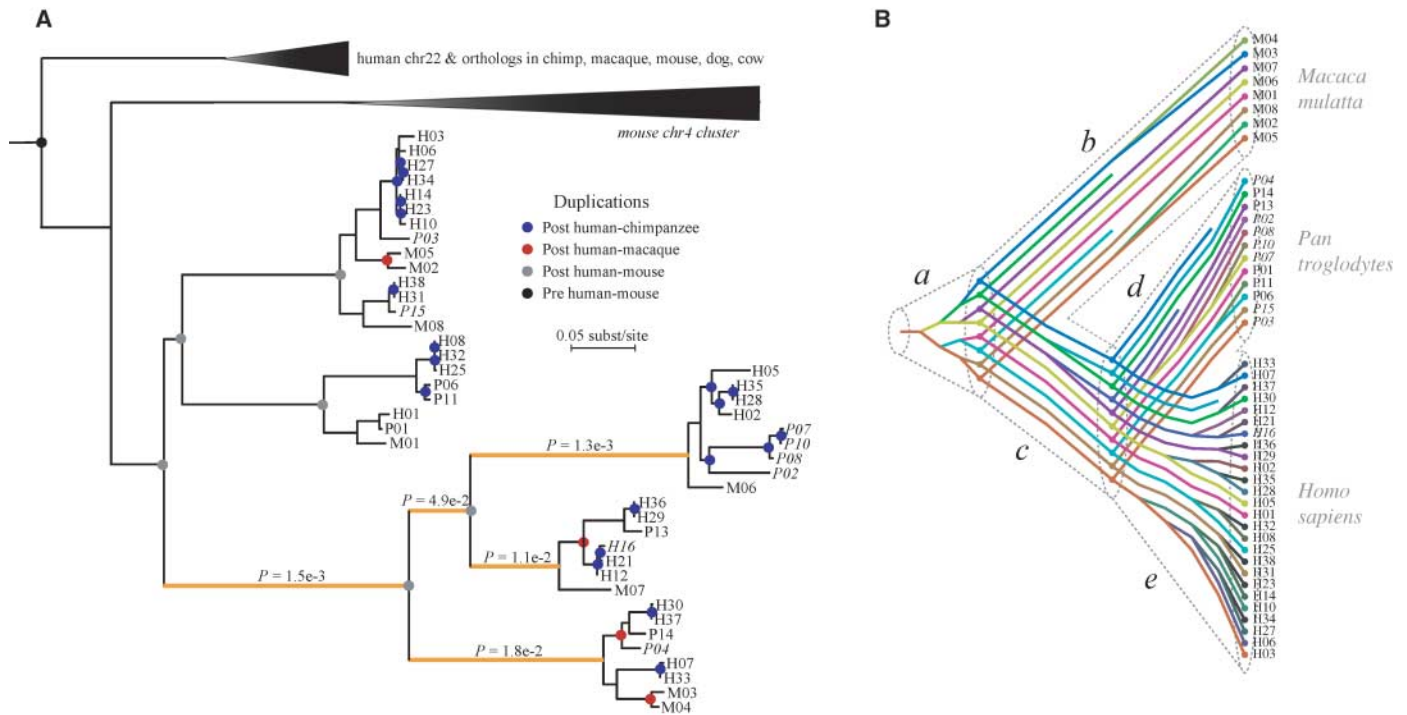 A
human chr22 & orthologs in chimp, macaque, mouse, dog, cow
mouse chr4 cluster
H03
H06
H27
H34
H14
H23
H10
P03
M05
M02
H38
H31
P15
M08
H08
H32
H25
P06
P11
H01
P01
M01
Duplications
Post human-chimpanzee
Post human-macaque
Post human-mouse
Pre human-mouse
0.05 subst/site
H05
H35
H28
H02
P07
P10
P08
P02
M06
P = 1.3e-3
P = 4.9e-2
H36
H29
P13
H16
H21
H12
M07
P = 1.1e-2
P = 1.5e-3
H30
H37
P14
P04
H07
H33
M03
M04
P = 1.8e-2
B
M04
M03
M07
M06
M01
M08
M02
M05
Macaca
mulatta
b
P04
P14
P13
P02
P08
P10
P07
P01
P11
P06
P15
P03
Pan
troglodytes
a
d
c
e
H33
H07
H37
H30
H12
H21
H16
H36
H29
H02
H35
H28
H05
H01
H32
H08
H25
H38
H31
H23
H14
H10
H34
H27
H06
H03
Homo
sapiens